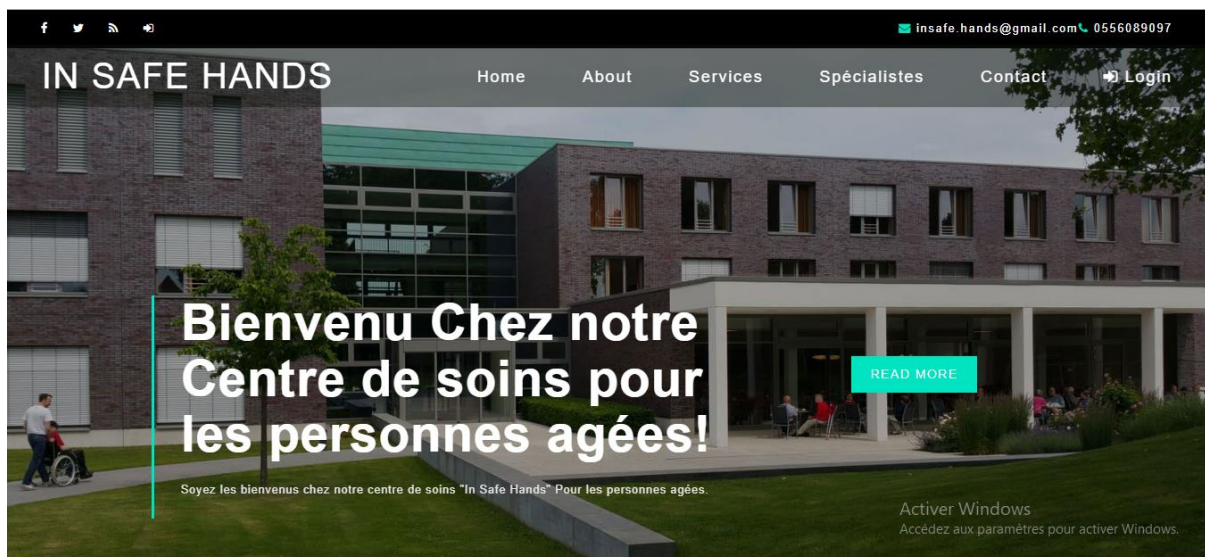 insafe.hands@gmail.com 0556089097
IN SAFE HANDS Home About Services Spécialistes Contact Login
Bienvenu Chez notre
Centre de soins pour
les personnes agées!
READ MORE
Soyez les bienvenus chez notre centre de soins "In Safe Hands" Pour les personnes agées.
Activer Windows
Accédez aux paramètres pour activer Windows.